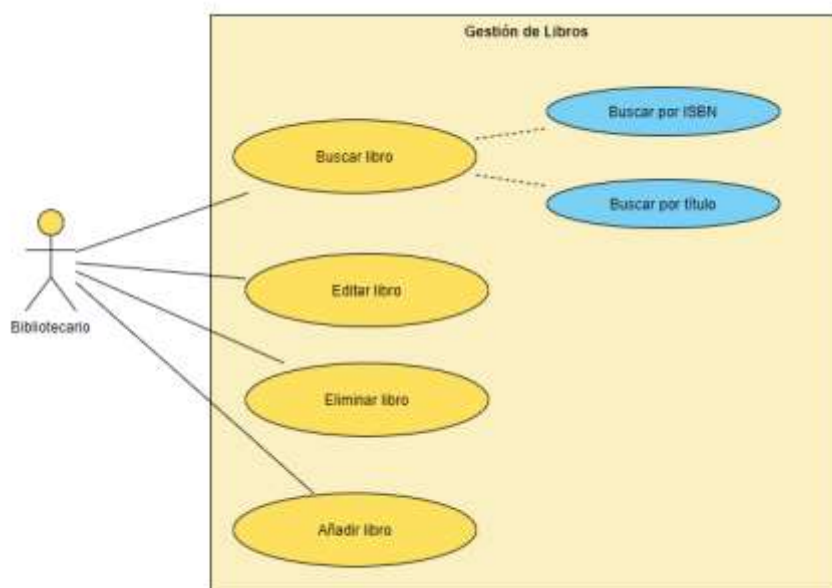 Gestión de Libros
Buscar por ISBN
Buscar libro
Buscar por título
Bibliotecario
Editar libro
Eliminar libro
Añadir libro